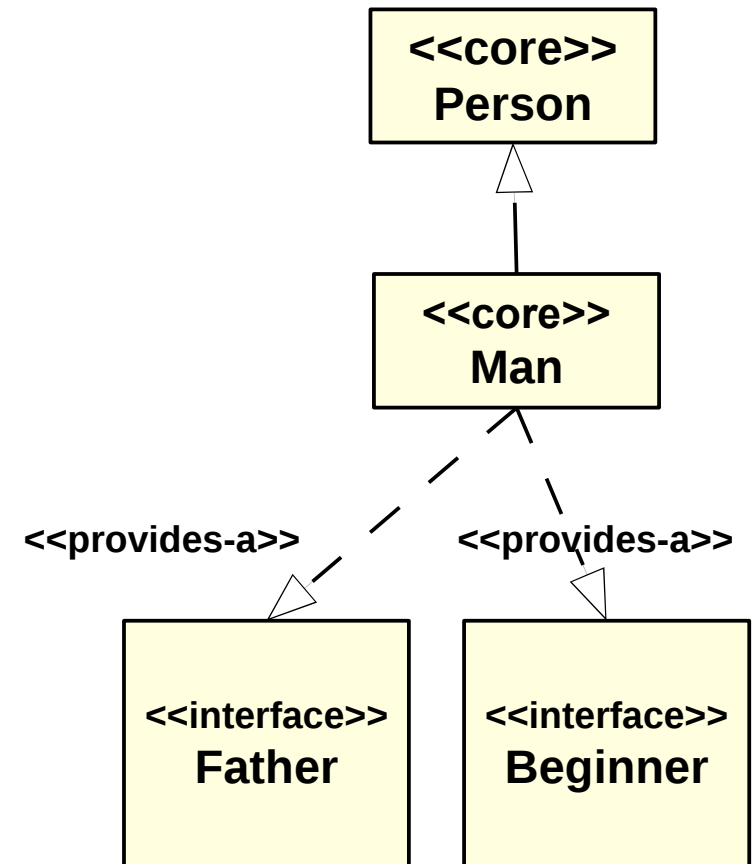 <<core>>
Person
<<core>>
Man
<<provides-a>>
<<provides-a>>
<<interface>>
Father
<<interface>>
Beginner